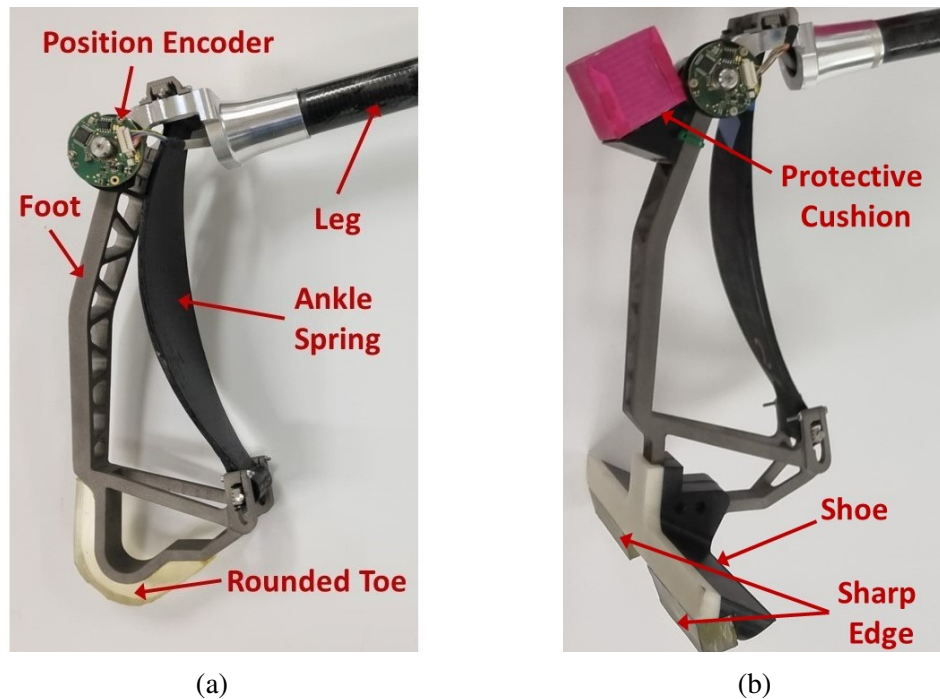 Position Encoder
Foot
Leg
Ankle
Spring
Rounded Toe
(a)
Protective
Cushion
Shoe
Sharp
Edge
(b)